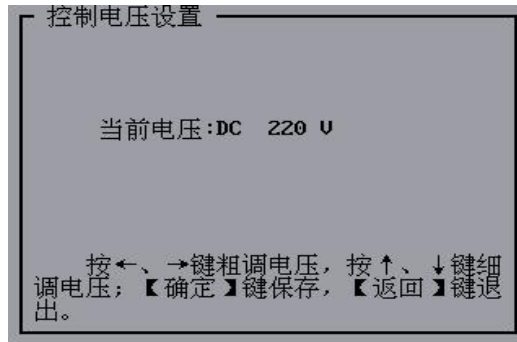 控制电压设置
当前电压:DC 220 V
按←、→键粗调电压，按↑、↓键细
调电压；【确定】键保存，【返回】键退
出。